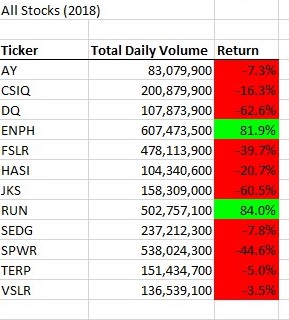 All Stocks (2018)
Ticker Total Daily Volume Return
AY 83,079,900 -7.3%
CSIQ 200,879,900 -16.3%
DQ 107,873,900 -62.6%
ENPH 607,473,500 81.9%
FSLR 478,113,900 -39.7%
HASI 104,340,600 -20.7%
JKS 158,309,000 -60.5%
RUN 502,757,100 84.0%
SEDG 237,212,300 -7.8%
SPWR 538,024,300 -44.6%
TERP 151,434,700 -5.0%
VSLR 136,539,100 -3.5%